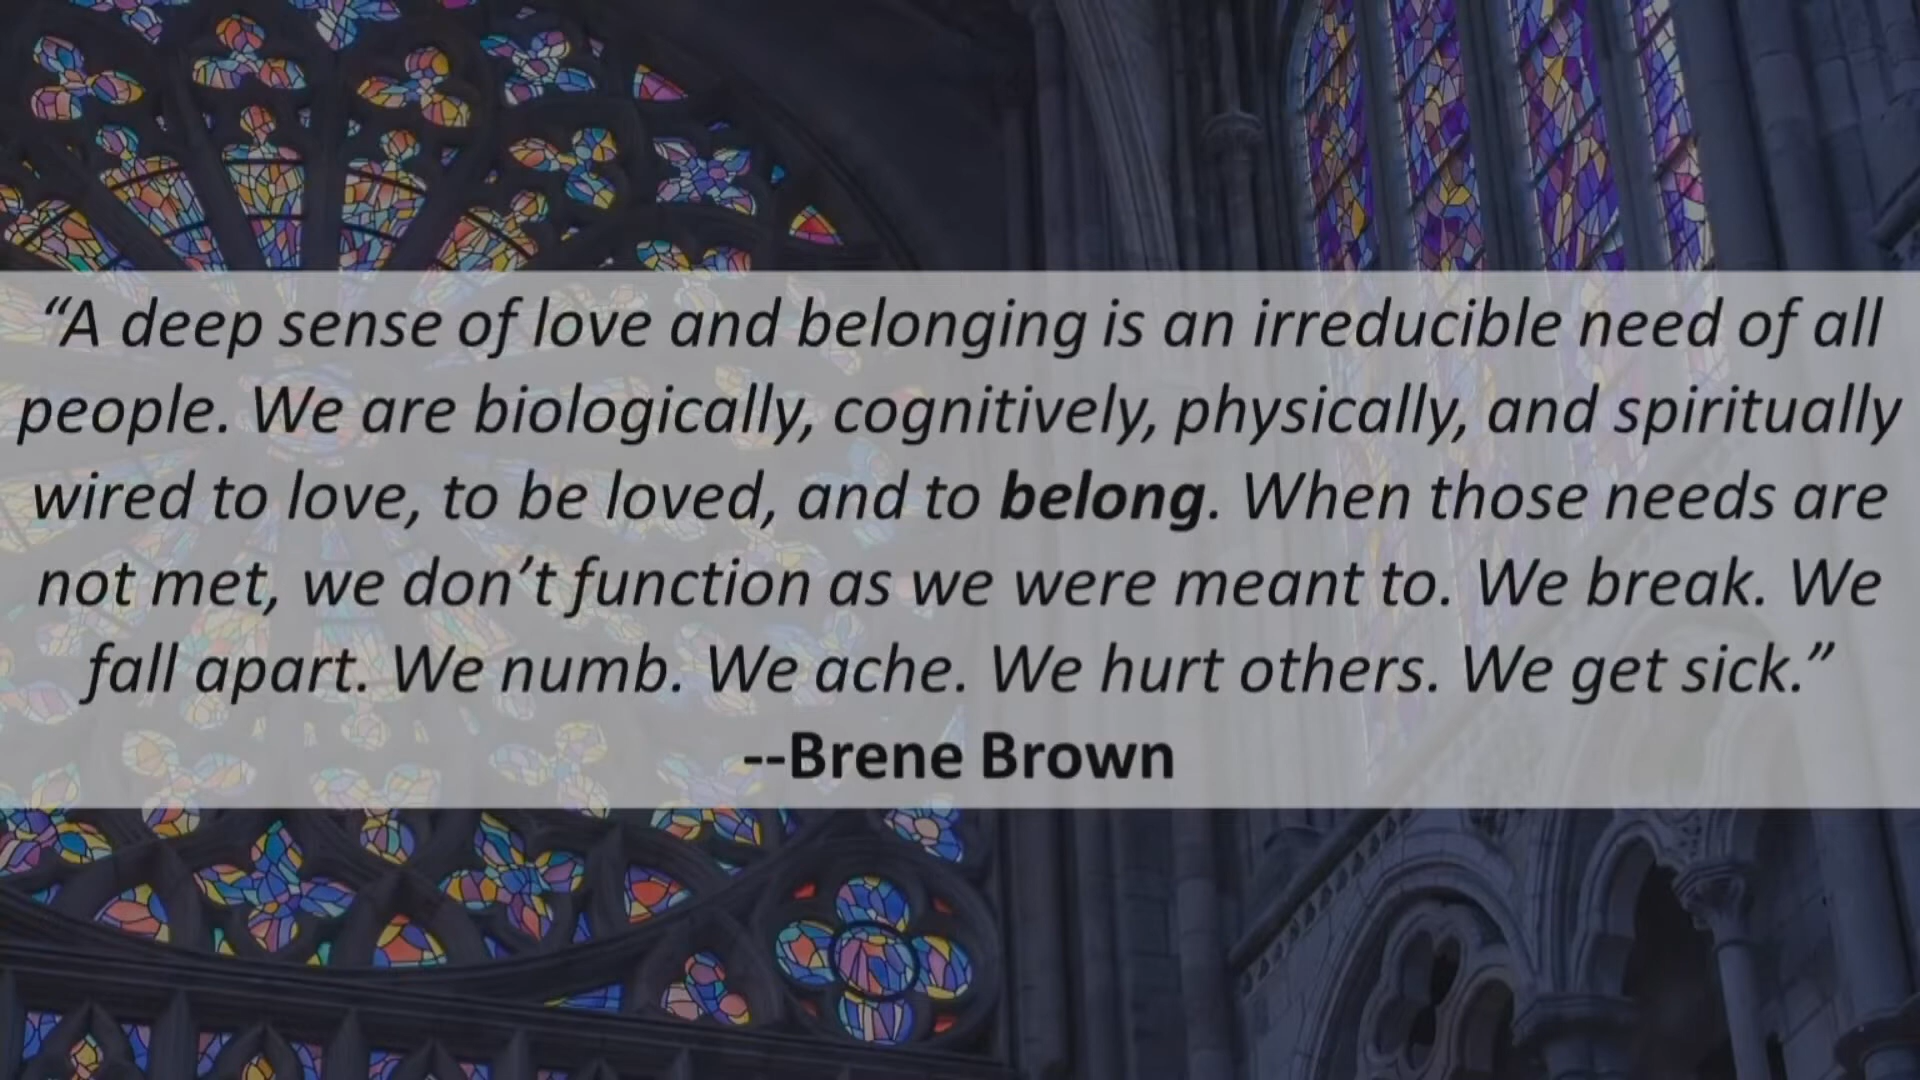 “A deep sense of love and belonging is an irreducible need of all
people. We are biologically, cognitively, physically, and spiritually
wired to love, to be loved, and to belong. When those needs are
not met, we don’t function as we were meant to. We break. We
fall apart. We numb. We ache. We hurt others. We get sick.”
--Brene Brown